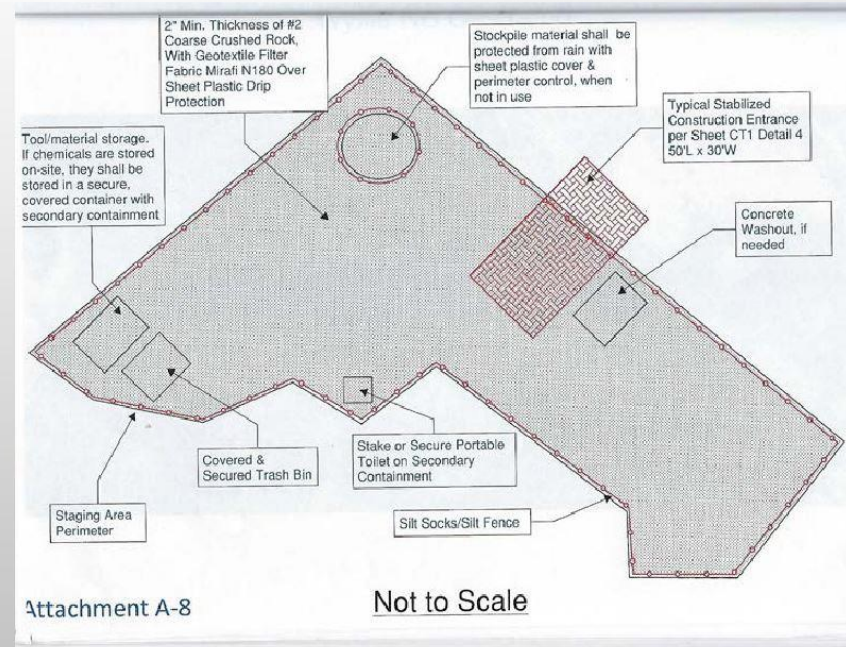 2" Min. Thickness of #2
Coarse Crushed Rock,
With Geotextile Filter
Fabric Mirafi N180 Over
Sheet Plastic Drip
Protection
Stockpile material shall be
protected from rain with
sheet plastic cover &
perimeter control, when
not in use
Typical Stabilized
Construction Entrance
per Sheet CT1 Detail 4
50'L x 30'W
Tool/material storage.
If chemicals are stored
on-site, they shall be
stored in a secure,
covered container with
secondary containment
Concrete
Washout, if
needed
Covered &
Secured Trash Bin
Stake or Secure Portable
Toilet on Secondary
Containment
Staging Area
Perimeter
Silt Socks/Silt Fence
Attachment A-8
Not to Scale